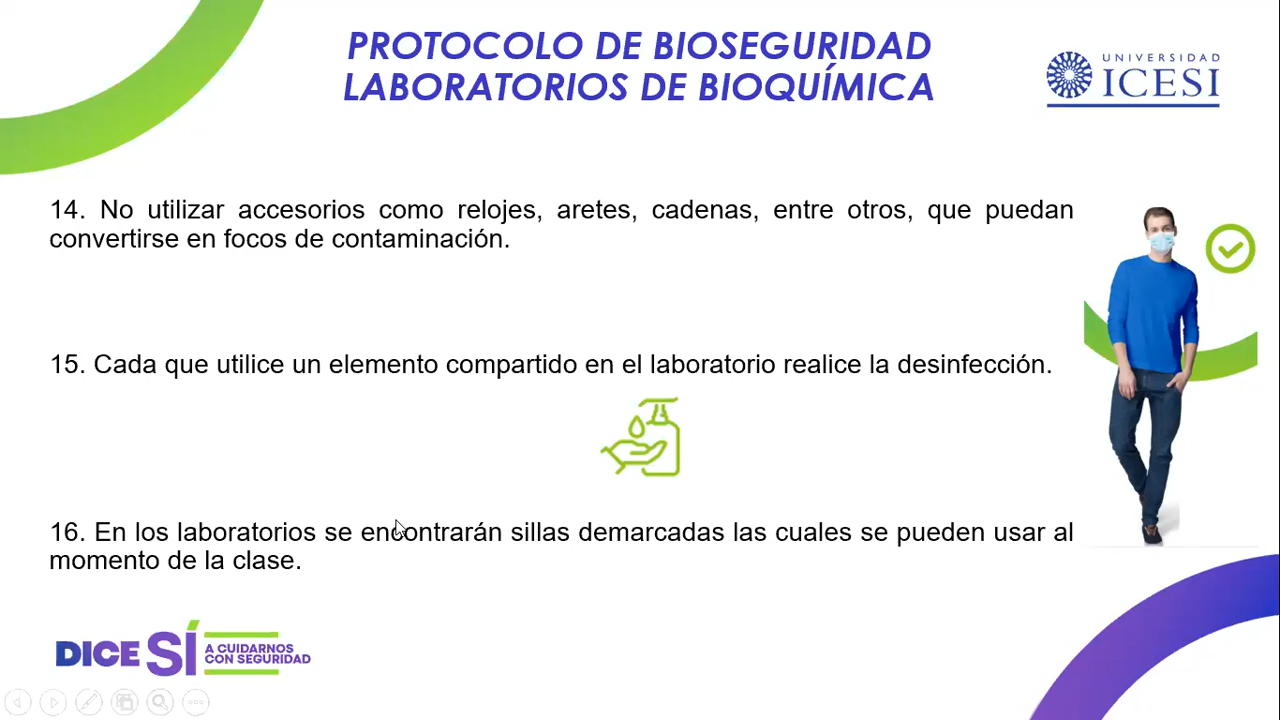 PROTOCOLO DE BIOSEGURIDAD
LABORATORIOS DE BIOQUÍMICA
UNIVERSIDAD
ICESI
14. No utilizar accesorios como relojes, aretes, cadenas, entre otros, que puedan
convertirse en focos de contaminación.
15. Cada que utilice un elemento compartido en el laboratorio realice la desinfección.
16. En los laboratorios se encontrarán sillas demarcadas las cuales se pueden usar al
momento de la clase.
DICE SÍ A CUIDARNOS
CON SEGURIDAD